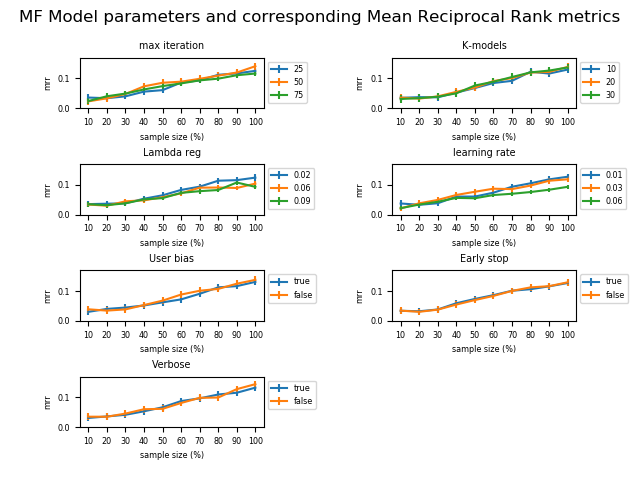 MF Model parameters and corresponding Mean Reciprocal Rank metrics
max iteration
mrr
0.1
0.0
10 20 30 40 50 60 70 80 90 100
sample size (%)
25
50
75
K-models
mrr
0.1
0.0
10 20 30 40 50 60 70 80 90 100
sample size (%)
10
20
30
Lambda reg
mrr
0.1
0.0
10 20 30 40 50 60 70 80 90 100
sample size (%)
0.02
0.06
0.09
learning rate
mrr
0.1
0.0
10 20 30 40 50 60 70 80 90 100
sample size (%)
0.01
0.03
0.06
User bias
mrr
0.1
0.0
10 20 30 40 50 60 70 80 90 100
sample size (%)
true
false
Early stop
mrr
0.1
0.0
10 20 30 40 50 60 70 80 90 100
sample size (%)
true
false
Verbose
mrr
0.1
0.0
10 20 30 40 50 60 70 80 90 100
sample size (%)
true
false